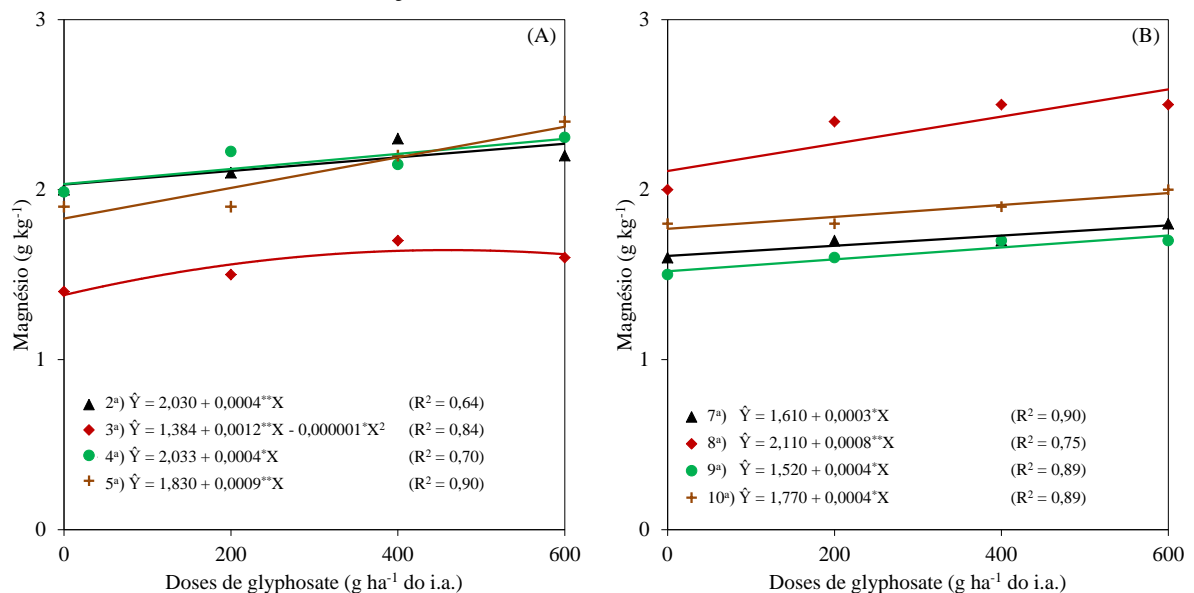 3
(A)
2
1
0
Magnésio (g kg⁻¹)
2ª) Ŷ = 2,030 + 0,0004**X (R² = 0,64)
3ª) Ŷ = 1,384 + 0,0012**X - 0,000001*X² (R² = 0,84)
4ª) Ŷ = 2,033 + 0,0004*X (R² = 0,70)
5ª) Ŷ = 1,830 + 0,0009**X (R² = 0,90)
0 200 400 600
Doses de glyphosate (g ha⁻¹ do i.a.)
3
(B)
2
1
0
Magnésio (g kg⁻¹)
7ª) Ŷ = 1,610 + 0,0003*X (R² = 0,90)
8ª) Ŷ = 2,110 + 0,0008**X (R² = 0,75)
9ª) Ŷ = 1,520 + 0,0004*X (R² = 0,89)
10ª) Ŷ = 1,770 + 0,0004*X (R² = 0,89)
0 200 400 600
Doses de glyphosate (g ha⁻¹ do i.a.)